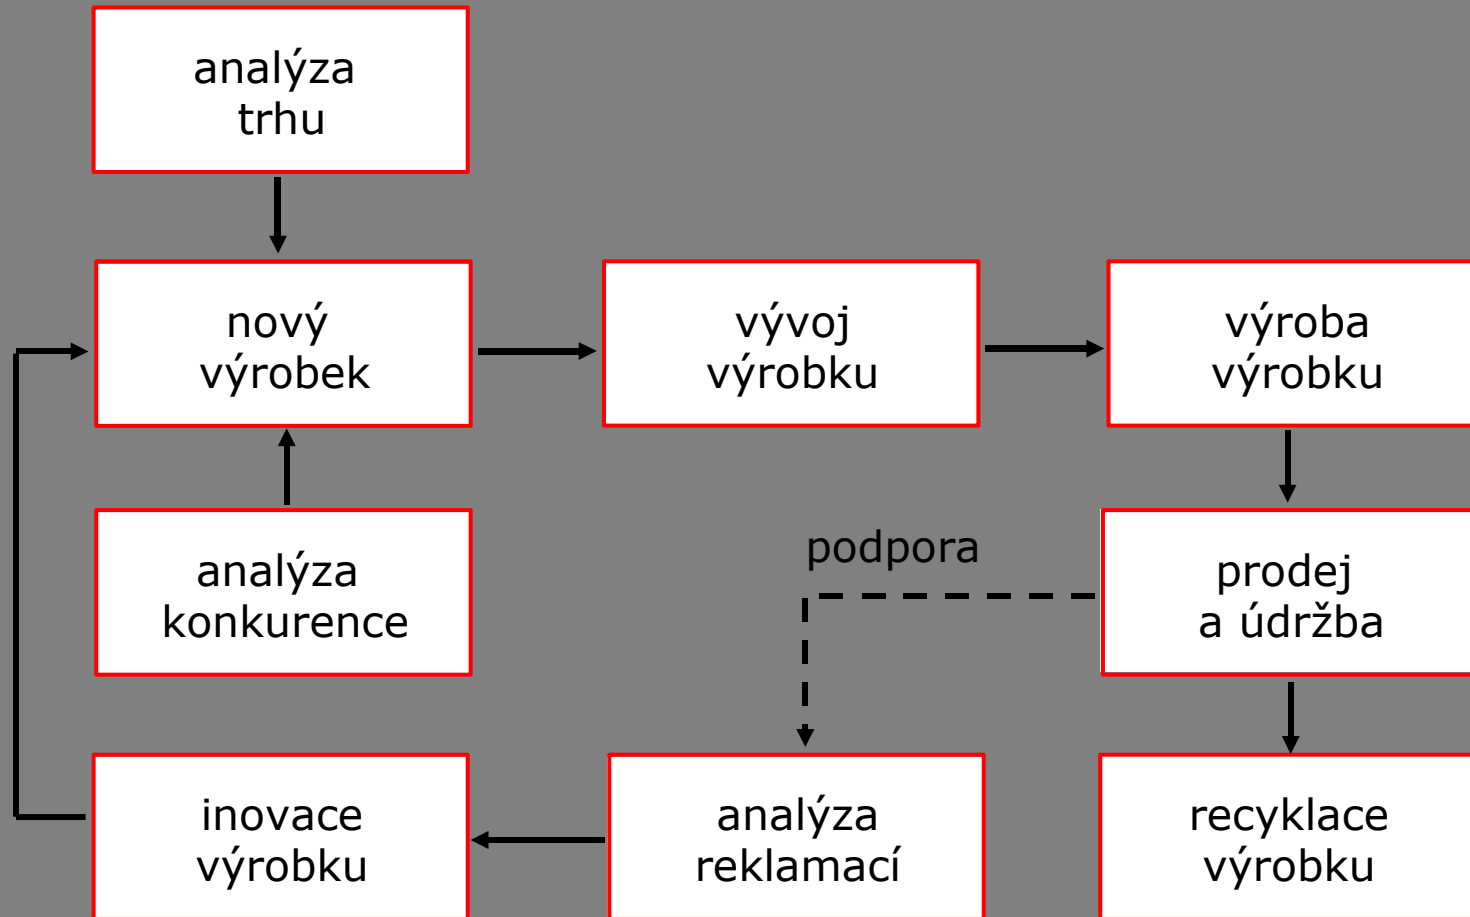 analýza
trhu
nový
výrobek
vývoj
výrobku
výroba
výrobku
analýza
konkurence
podpora
prodej
a údržba
inovace
výrobku
analýza
reklamací
recyklace
výrobku